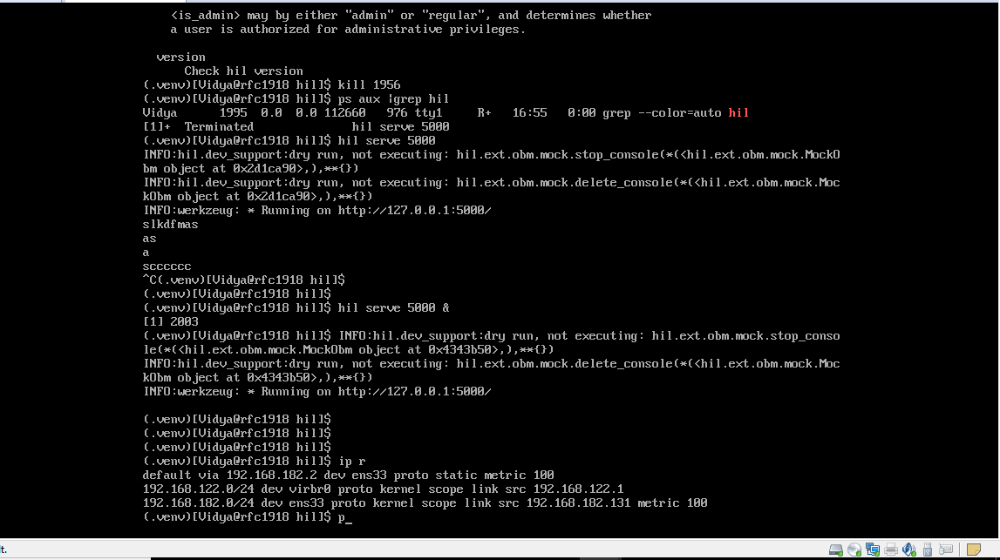 <is_admin> may by either "admin" or "regular", and determines whether
a user is authorized for administrative privileges.
version
Check hil version
(.venv)[Vidya@rfc1918 hil]$ kill 1956
(.venv)[Vidya@rfc1918 hil]$ ps aux |grep hil
Vidya      1995  0.0  0.0 112660   976 tty1     R+   16:55   0:00 grep --color=auto hil
[1]+  Terminated              hil serve 5000
(.venv)[Vidya@rfc1918 hil]$ hil serve 5000
INFO:hil.dev_support:dry run, not executing: hil.ext.obm.mock.stop_console(*(<hil.ext.obm.mock.MockO
bm object at 0x2d1ca90>,),**{})
INFO:hil.dev_support:dry run, not executing: hil.ext.obm.mock.delete_console(*(<hil.ext.obm.mock.Moc
kObm object at 0x2d1ca90>,),**{})
INFO:werkzeug: * Running on http://127.0.0.1:5000/
slkdfmas
as
a
scccccc
^C(.venv)[Vidya@rfc1918 hil]$
(.venv)[Vidya@rfc1918 hil]$
(.venv)[Vidya@rfc1918 hil]$ hil serve 5000 &
[1] 2003
(.venv)[Vidya@rfc1918 hil]$ INFO:hil.dev_support:dry run, not executing: hil.ext.obm.mock.stop_conso
le(*(<hil.ext.obm.mock.MockObm object at 0x4343b50>,),**{})
INFO:hil.dev_support:dry run, not executing: hil.ext.obm.mock.delete_console(*(<hil.ext.obm.mock.Moc
kObm object at 0x4343b50>,),**{})
INFO:werkzeug: * Running on http://127.0.0.1:5000/
(.venv)[Vidya@rfc1918 hil]$
(.venv)[Vidya@rfc1918 hil]$
(.venv)[Vidya@rfc1918 hil]$
(.venv)[Vidya@rfc1918 hil]$ ip r
default via 192.168.182.2 dev ens33 proto static metric 100
192.168.122.0/24 dev virbr0 proto kernel scope link src 192.168.122.1
192.168.182.0/24 dev ens33 proto kernel scope link src 192.168.182.131 metric 100
(.venv)[Vidya@rfc1918 hil]$ p_
t.